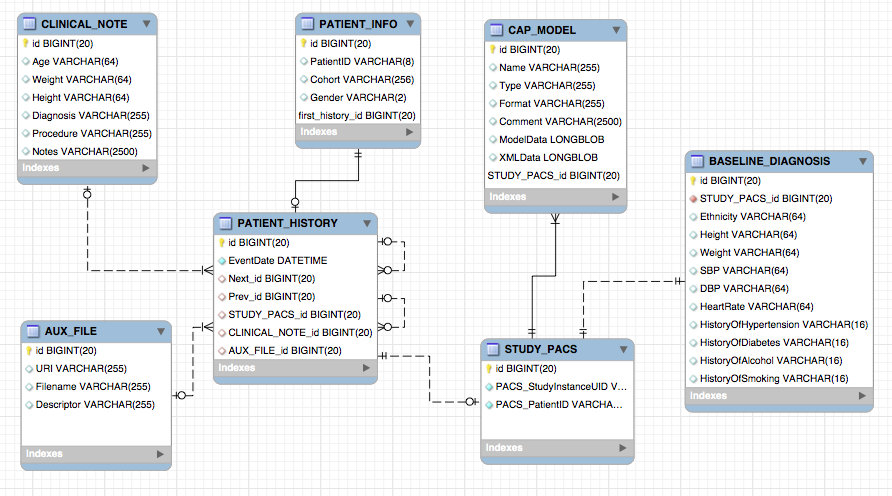 CLINICAL_NOTE
id BIGINT(20)
Age VARCHAR(64)
Weight VARCHAR(64)
Height VARCHAR(64)
Diagnosis VARCHAR(255)
Procedure VARCHAR(255)
Notes VARCHAR(2500)
Indexes
PATIENT_INFO
id BIGINT(20)
PatientID VARCHAR(8)
Cohort VARCHAR(256)
Gender VARCHAR(2)
first_history_id BIGINT(20)
Indexes
CAP_MODEL
id BIGINT(20)
Name VARCHAR(255)
Type VARCHAR(255)
Format VARCHAR(255)
Comment VARCHAR(2500)
ModelData LONGBLOB
XMLData LONGBLOB
STUDY_PACS_id BIGINT(20)
Indexes
BASELINE_DIAGNOSIS
id BIGINT(20)
STUDY_PACS_id BIGINT(20)
Ethnicity VARCHAR(64)
Height VARCHAR(64)
Weight VARCHAR(64)
SBP VARCHAR(64)
DBP VARCHAR(64)
HeartRate VARCHAR(64)
HistoryOfHypertension VARCHAR(16)
HistoryOfDiabetes VARCHAR(16)
HistoryOfAlcohol VARCHAR(16)
HistoryOfSmoking VARCHAR(16)
Indexes
PATIENT_HISTORY
id BIGINT(20)
EventDate DATETIME
Next_id BIGINT(20)
Prev_id BIGINT(20)
STUDY_PACS_id BIGINT(20)
CLINICAL_NOTE_id BIGINT(20)
AUX_FILE_id BIGINT(20)
Indexes
AUX_FILE
id BIGINT(20)
URI VARCHAR(255)
Filename VARCHAR(255)
Descriptor VARCHAR(255)
Indexes
STUDY_PACS
id BIGINT(20)
PACS_StudyInstanceUID V...
PACS_PatientID VARCHA...
Indexes